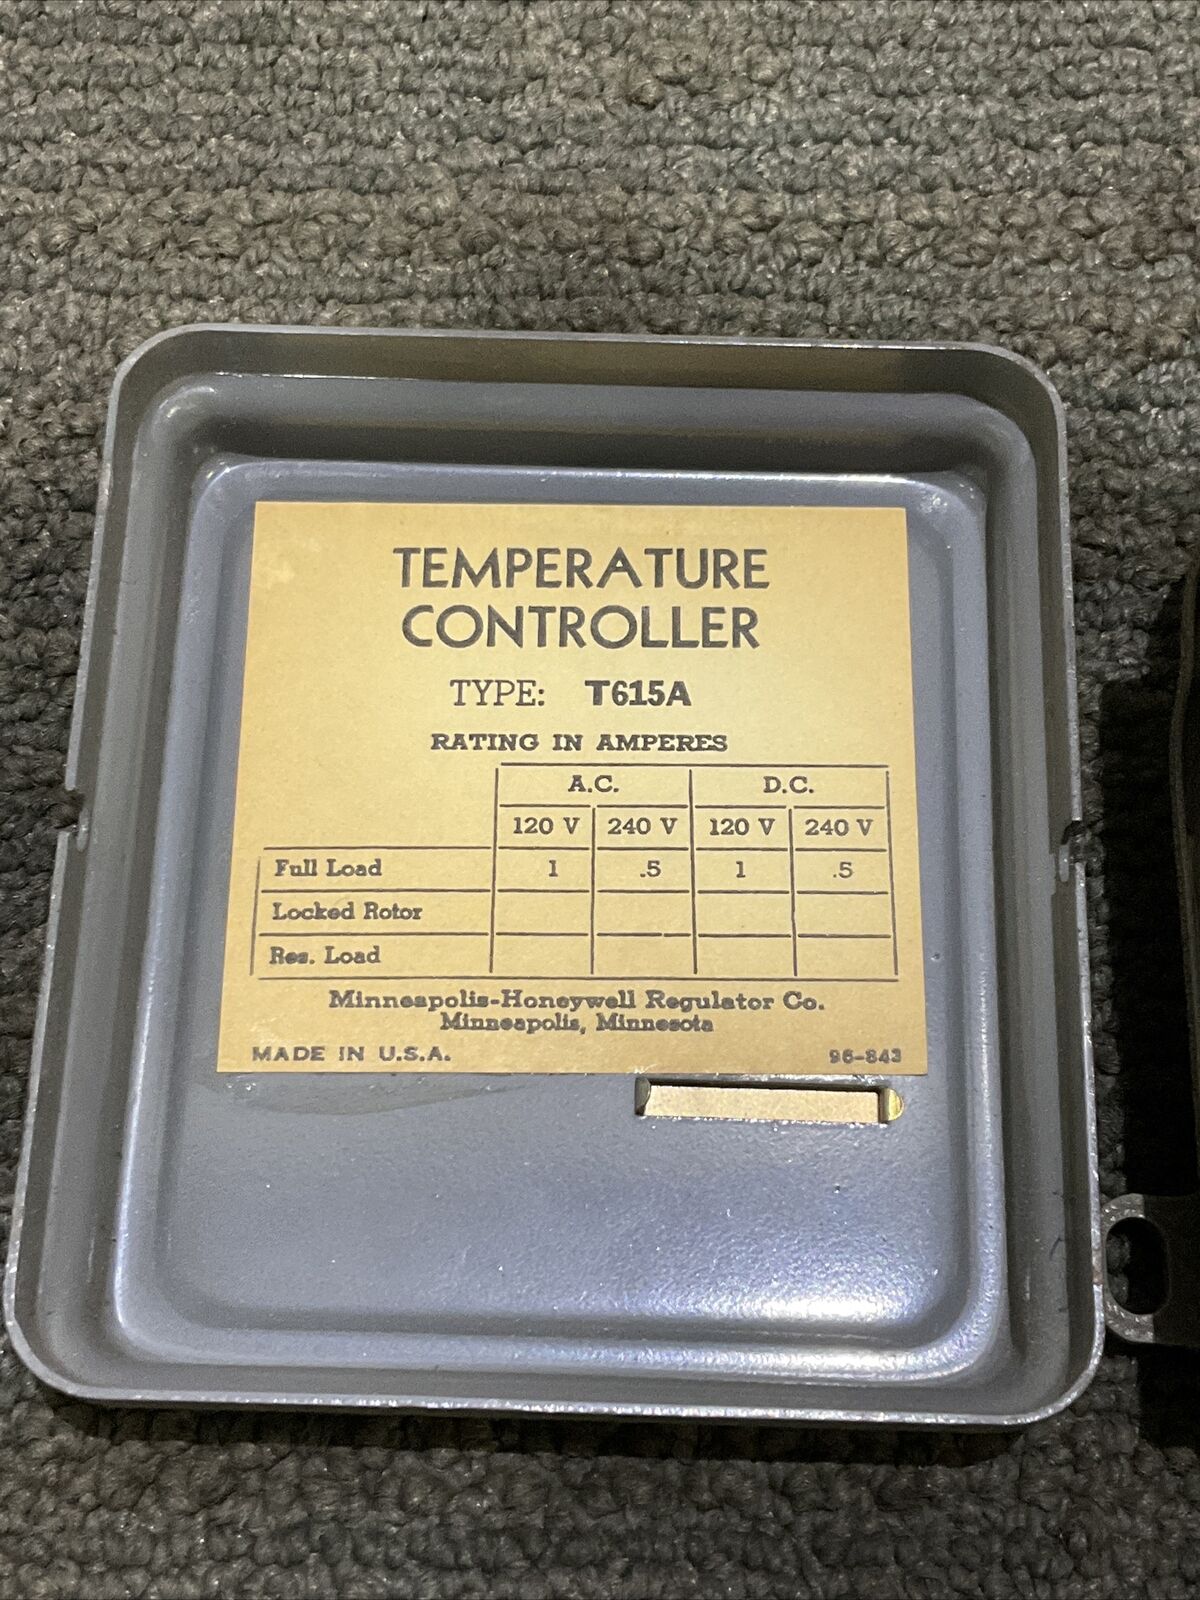 TEMPERATURE
CONTROLLER
TYPE: T615A
RATING IN AMPERES
A.C. D.C.
120 V 240 V 120 V 240 V
Full Load 1 .5 1 .5
Locked Rotor
Res. Load
Minneapolis-Honeywell Regulator Co.
Minneapolis, Minnesota
MADE IN U.S.A. 96-843